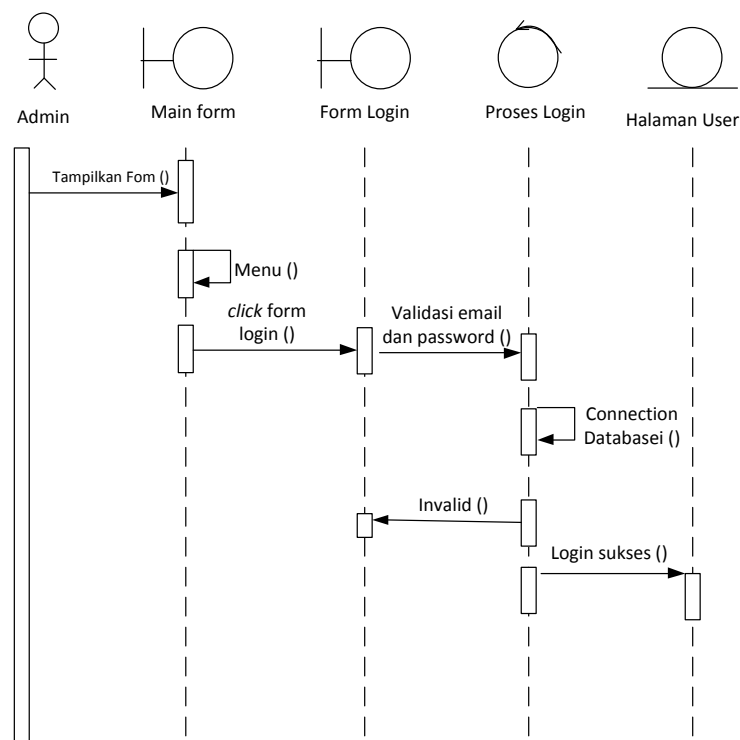 Admin
Main form
Form Login
Proses Login
Halaman User
Tampilkan Fom ()
Menu ()
click form
login ()
Validasi email
dan password ()
Connection
Databasei ()
Invalid ()
Login sukses ()